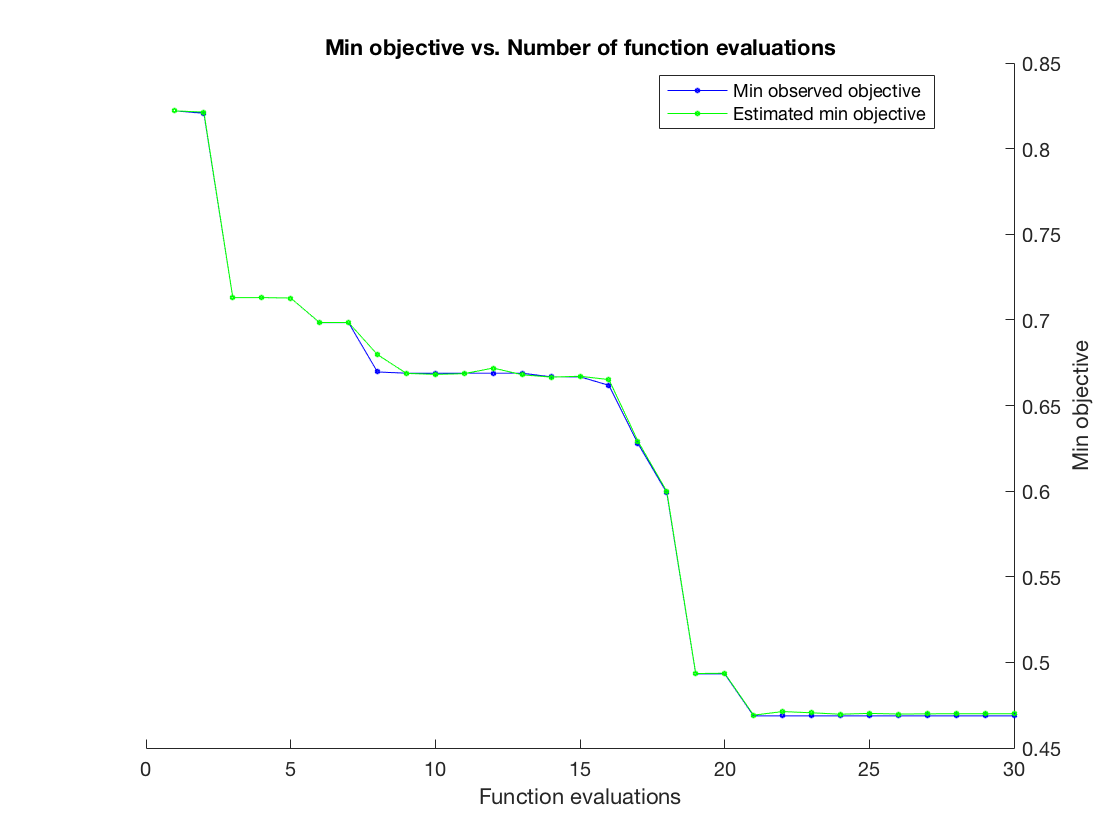 Min objective vs. Number of function evaluations
Min observed objective
Estimated min objective
0.85
0.8
0.75
0.7
0.65
0.6
0.55
0.5
0.45
Min objective
0 5 10 15 20 25 30
Function evaluations